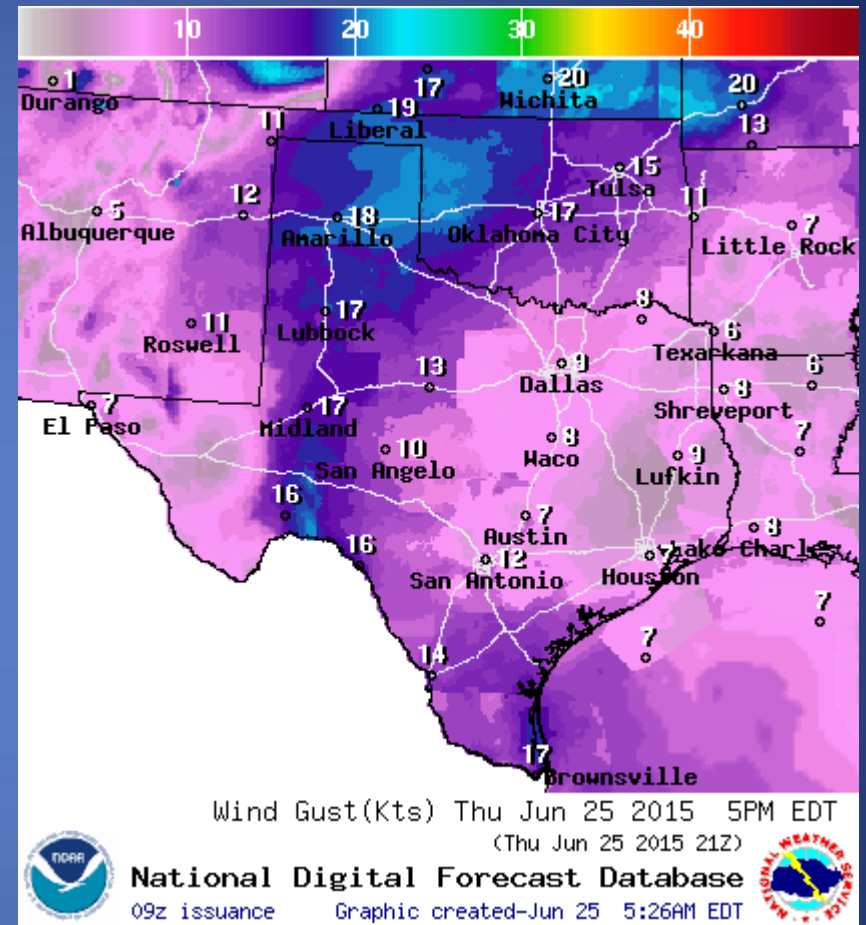 10 20 30 40
1
Durango
17
20
Wichita
20
19
Liberal
11
13
15
Tulsa
12
5
Albuquerque
18
Amarillo
17
Oklahoma City
11
7
Little Rock
11
Roswell
17
Lubbock
8
6
Texarkana
9
Dallas
13
8
Shreveport
6
7
El Paso
17
Midland
10
San Angelo
8
Waco
9
Lufkin
7
16
7
Austin
8
Lake Charles
16
12
San Antonio
7
Houston
7
7
14
17
Brownsville
Wind Gust(Kts) Thu Jun 25 2015 5PM EDT
(Thu Jun 25 2015 21Z)
National Digital Forecast Database
09z issuance Graphic created-Jun 25 5:26AM EDT
NOAA
NATIONAL WEATHER SERVICE